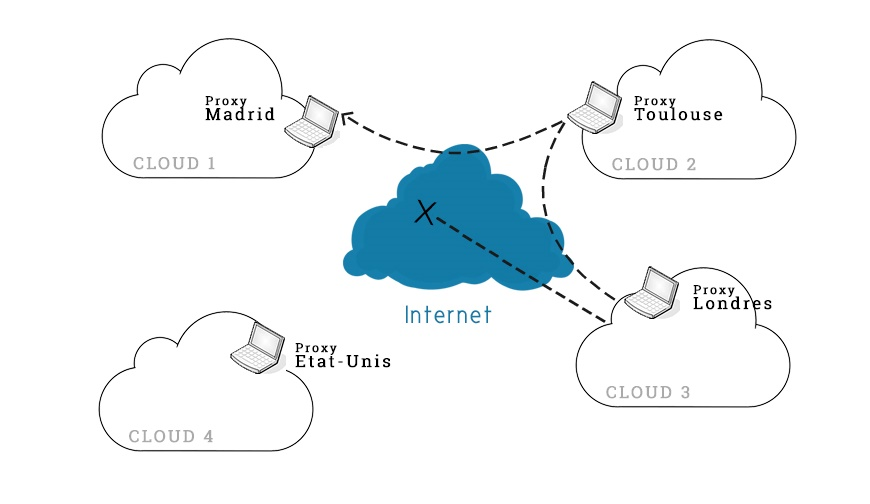 Proxy
Madrid
CLOUD 1
Proxy
Toulouse
CLOUD 2
X
Internet
Proxy
Londres
CLOUD 3
Proxy
Etat-Unis
CLOUD 4